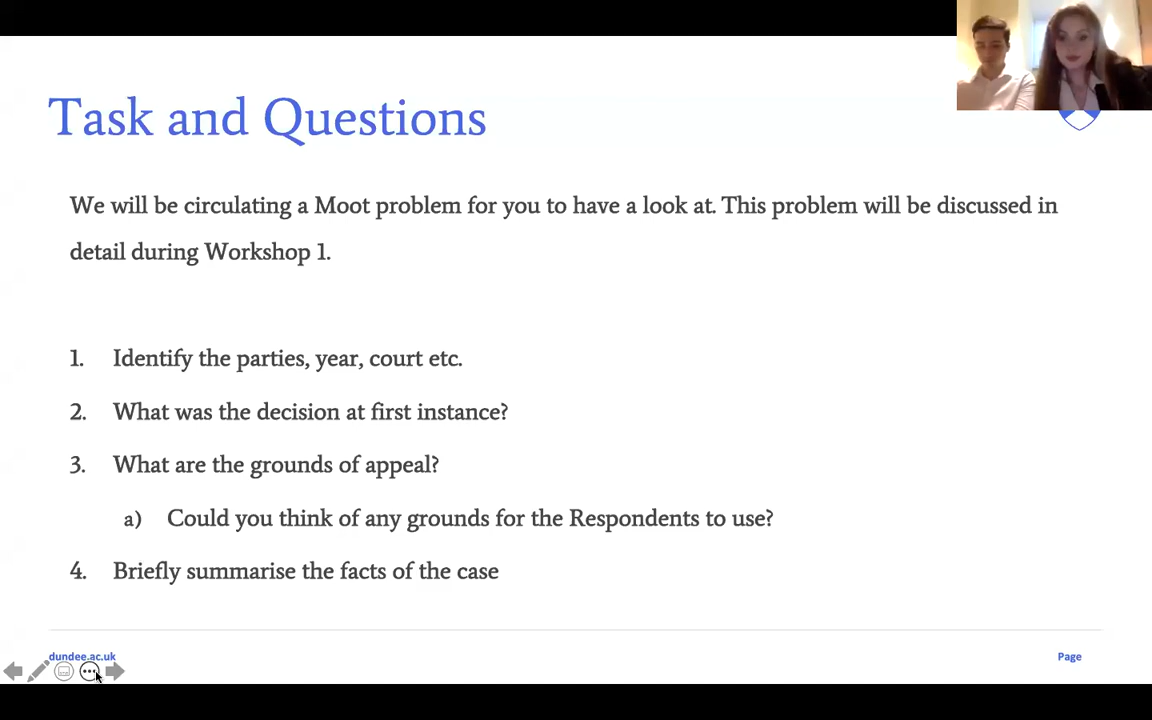 Task and Questions
We will be circulating a Moot problem for you to have a look at. This problem will be discussed in
detail during Workshop 1.
1. Identify the parties, year, court etc.
2. What was the decision at first instance?
3. What are the grounds of appeal?
a) Could you think of any grounds for the Respondents to use?
4. Briefly summarise the facts of the case
dundee.ac.uk
Page